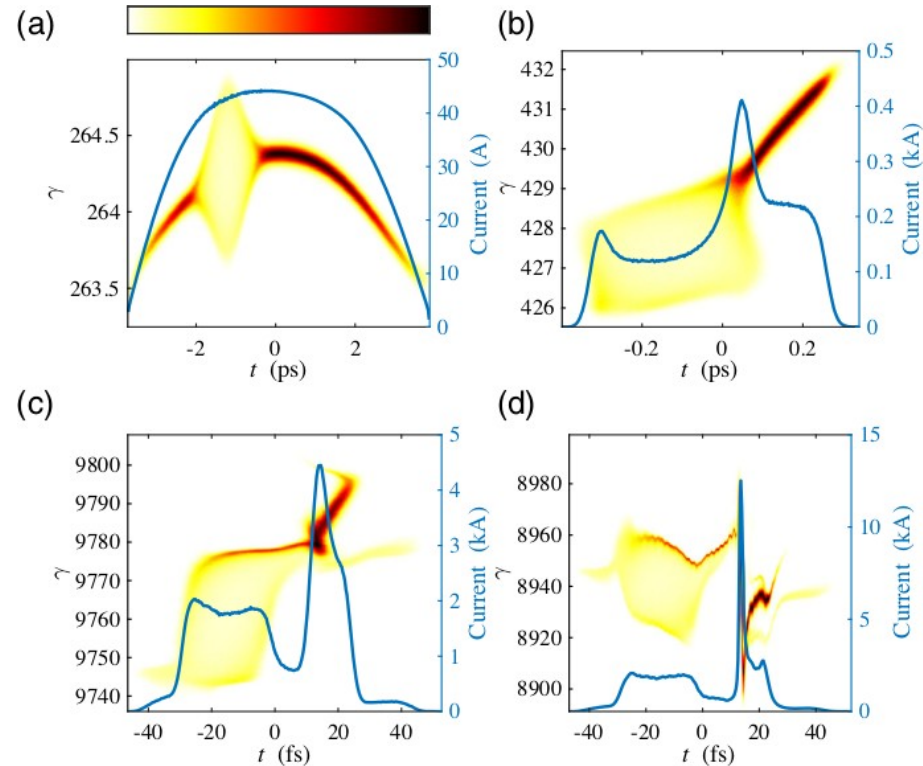 (a)
264.5
264
263.5
γ
50
40
30
20
10
0
Current (A)
-2 0 2
t (ps)
(b)
432
431
430
429
428
427
426
γ
0.5
0.4
0.3
0.2
0.1
0
Current (kA)
-0.2 0 0.2
t (ps)
(c)
9800
9790
9780
9770
9760
9750
9740
γ
5
4
3
2
1
0
Current (kA)
-40 -20 0 20 40
t (fs)
(d)
8980
8960
8940
8920
8900
γ
15
10
5
0
Current (kA)
-40 -20 0 20 40
t (fs)